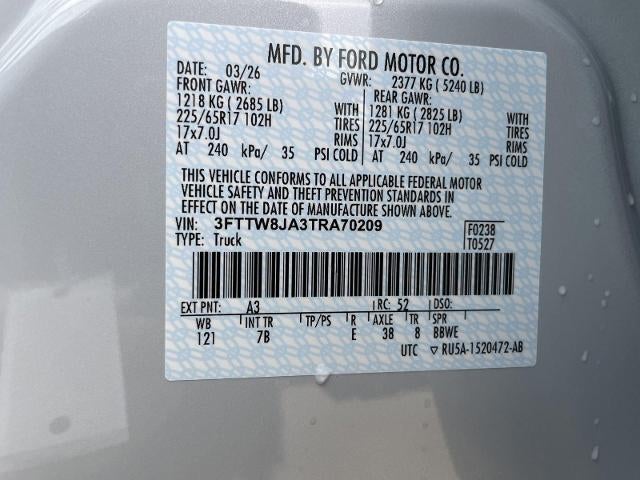 MFD. BY FORD MOTOR CO.
DATE: 03/26 GVWR: 2377 KG ( 5240 LB)
FRONT GAWR: REAR GAWR:
1218 KG ( 2685 LB) WITH 1281 KG ( 2825 LB) WITH
225/65R17 102H TIRES 225/65R17 102H TIRES
17x7.0J RIMS 17x7.0J RIMS
AT 240 kPa/ 35 PSI COLD AT 240 kPa/ 35 PSI COLD
THIS VEHICLE CONFORMS TO ALL APPLICABLE FEDERAL MOTOR
VEHICLE SAFETY AND THEFT PREVENTION STANDARDS IN
EFFECT ON THE DATE OF MANUFACTURE SHOWN ABOVE.
VIN: 3FTTW8JA3TRA70209 F0238
TYPE: Truck T0527
EXT PNT: A3 RC: 52 DSO:
WB INT TR TP/PS R AXLE TR SPR
121 7B E 38 8 BBWE
UTC ▽ RU5A-1520472-AB